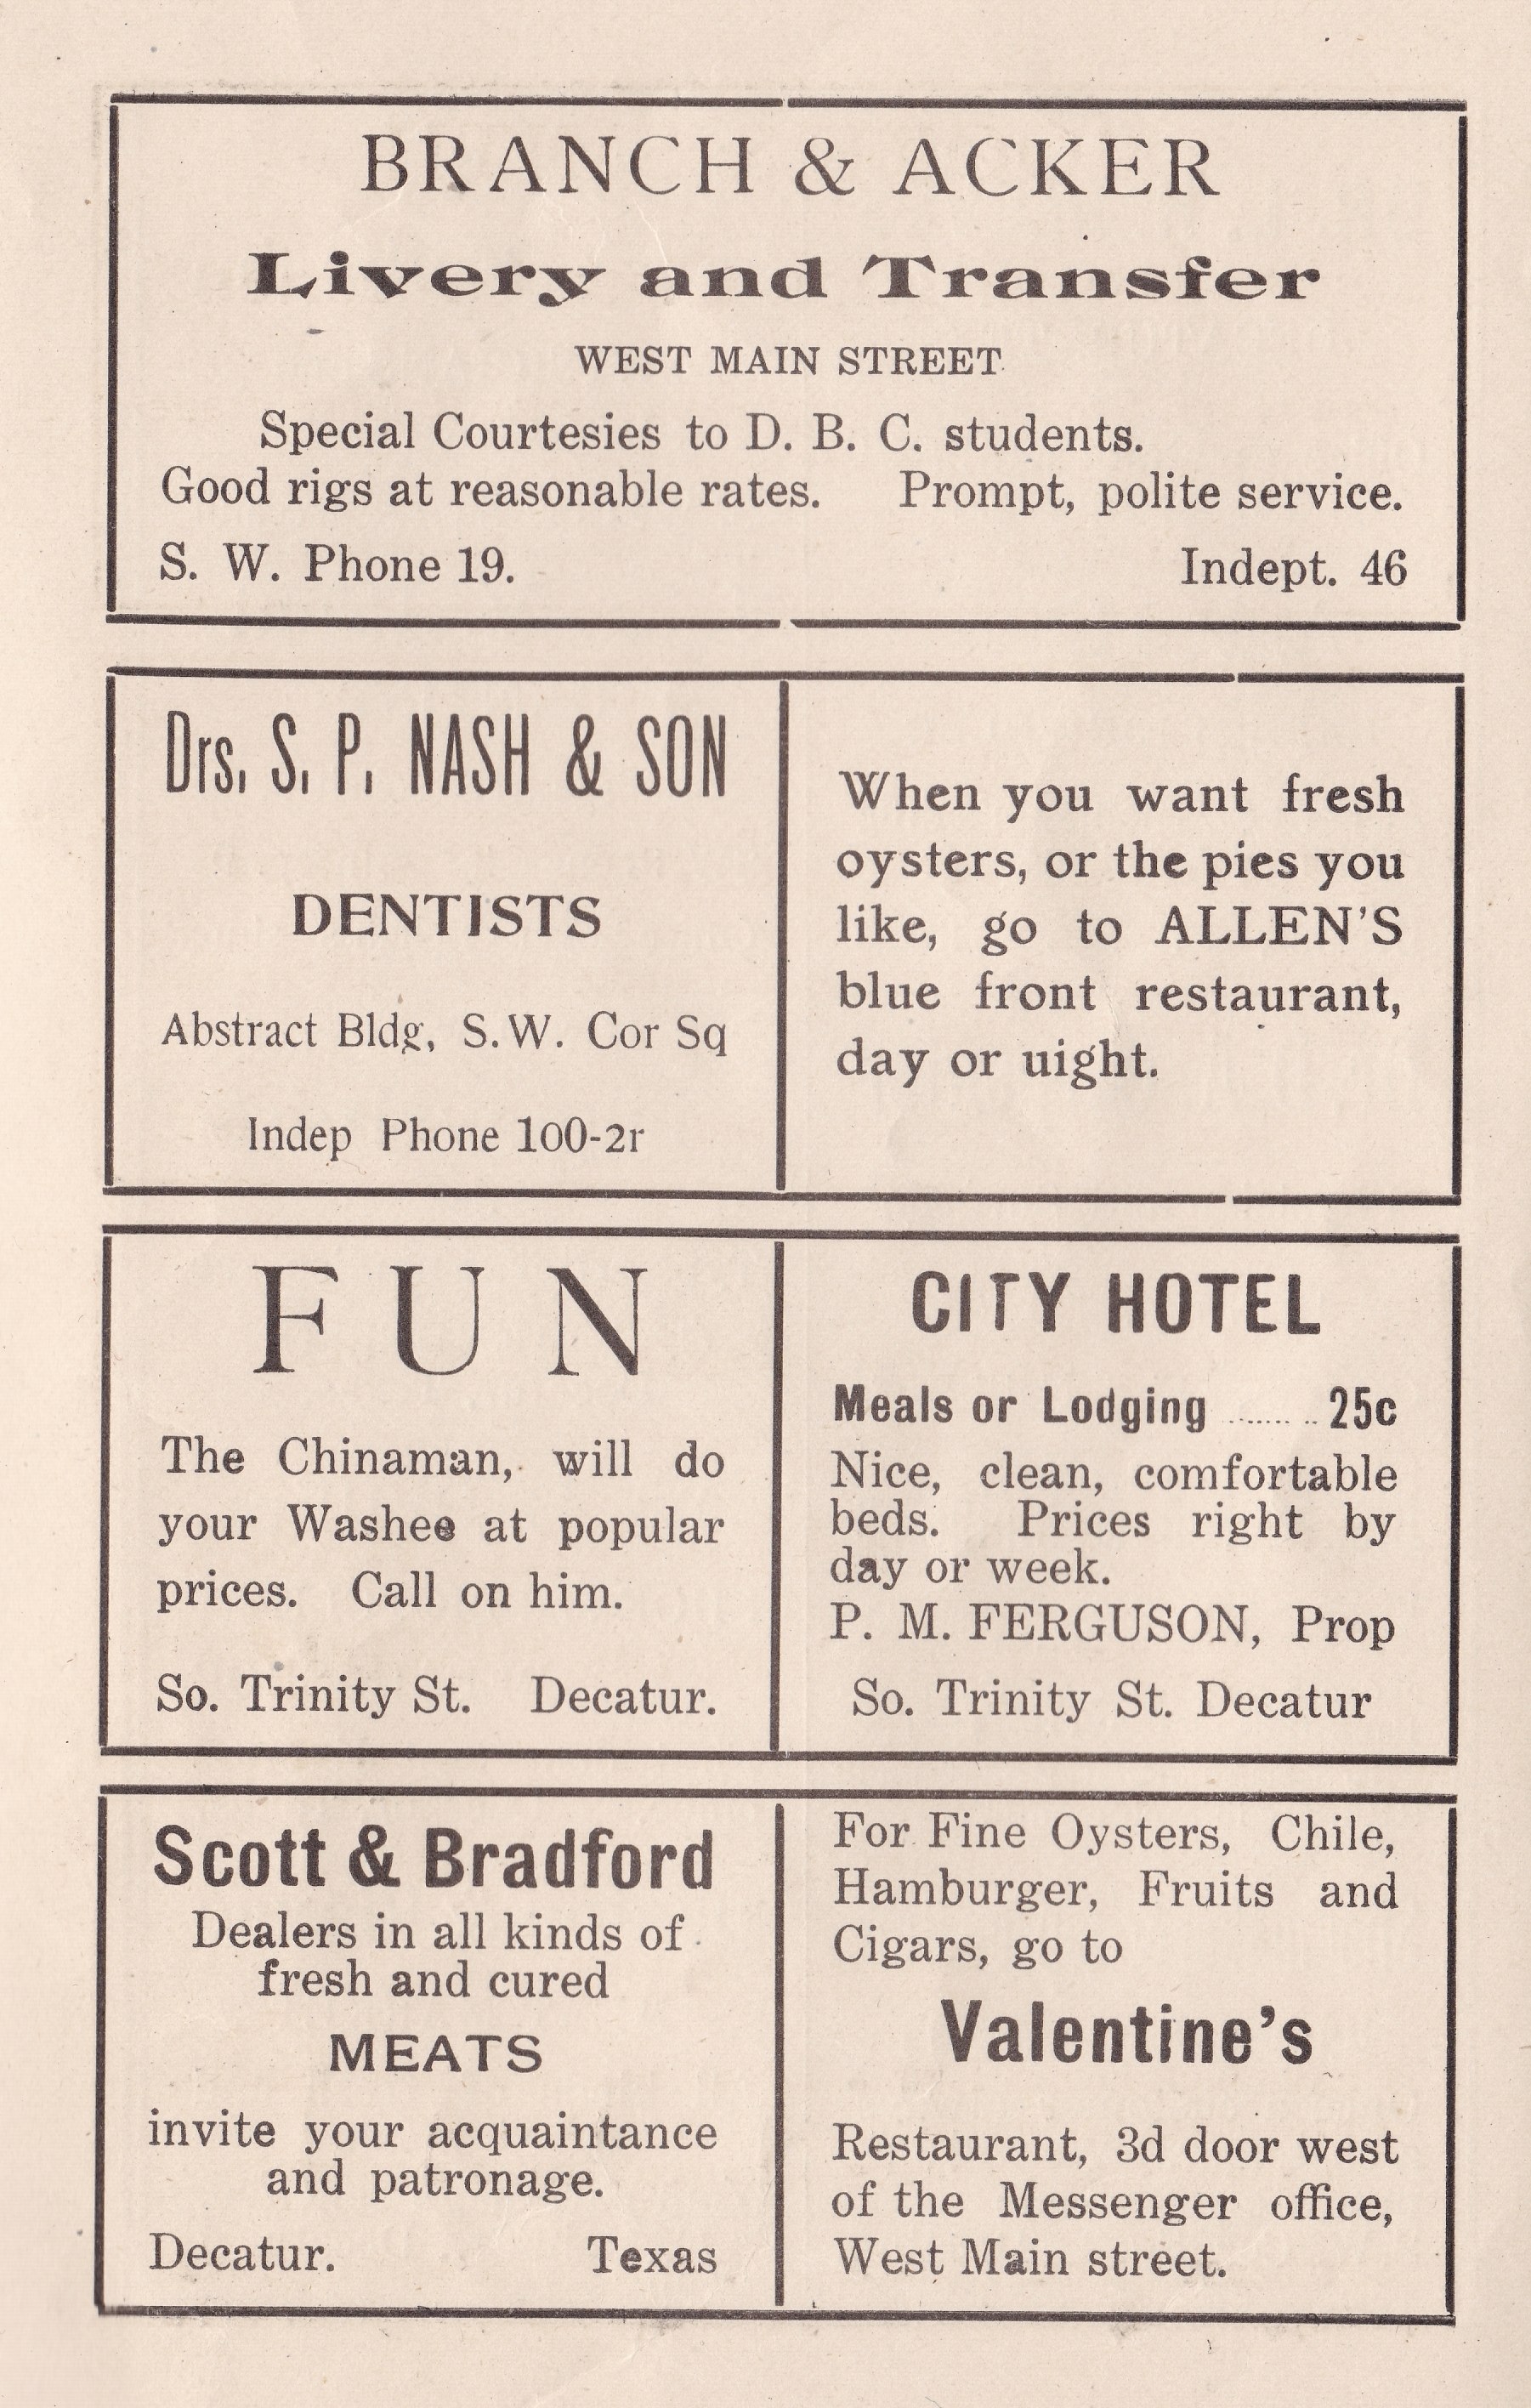 BRANCH & ACKER
Livery and Transfer
WEST MAIN STREET
Special Courtesies to D. B. C. students.
Good rigs at reasonable rates. Prompt, polite service.
S. W. Phone 19. Indept. 46
Drs. S. P. NASH & SON
DENTISTS
Abstract Bldg, S.W. Cor Sq
Indep Phone 100-2r
When you want fresh
oysters, or the pies you
like, go to ALLEN'S
blue front restaurant,
day or uight.
FUN
The Chinaman, will do
your Washee at popular
prices. Call on him.
So. Trinity St. Decatur.
CITY HOTEL
Meals or Lodging ......... 25c
Nice, clean, comfortable
beds. Prices right by
day or week.
P. M. FERGUSON, Prop
So. Trinity St. Decatur
Scott & Bradford
Dealers in all kinds of
fresh and cured
MEATS
invite your acquaintance
and patronage.
Decatur. Texas
For Fine Oysters, Chile,
Hamburger, Fruits and
Cigars, go to
Valentine's
Restaurant, 3d door west
of the Messenger office,
West Main street.